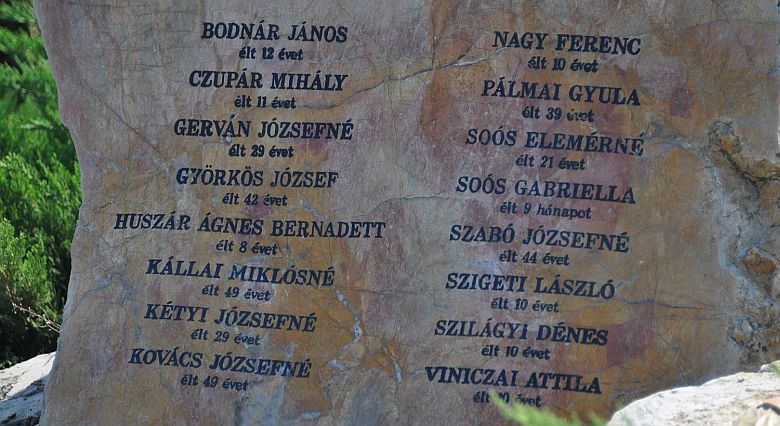 BODNÁR JÁNOS
élt 12 évet
CZUPÁR MIHÁLY
élt 11 évet
GERVÁN JÓZSEFNÉ
élt 29 évet
GYÖRKÖS JÓZSEF
élt 42 évet
HUSZÁR ÁGNES BERNADETT
élt 8 évet
KÁLLAI MIKLÓSNÉ
élt 49 évet
KÉTYI JÓZSEFNÉ
élt 29 évet
KOVÁCS JÓZSEFNÉ
élt 49 évet
NAGY FERENC
élt 10 évet
PÁLMAI GYULA
élt 39 évet
SOÓS ELEMÉRNÉ
élt 21 évet
SOÓS GABRIELLA
élt 9 hónapot
SZABÓ JÓZSEFNÉ
élt 44 évet
SZIGETI LÁSZLÓ
élt 10 évet
SZILÁGYI DÉNES
élt 10 évet
VINICZAI ATTILA
élt évet